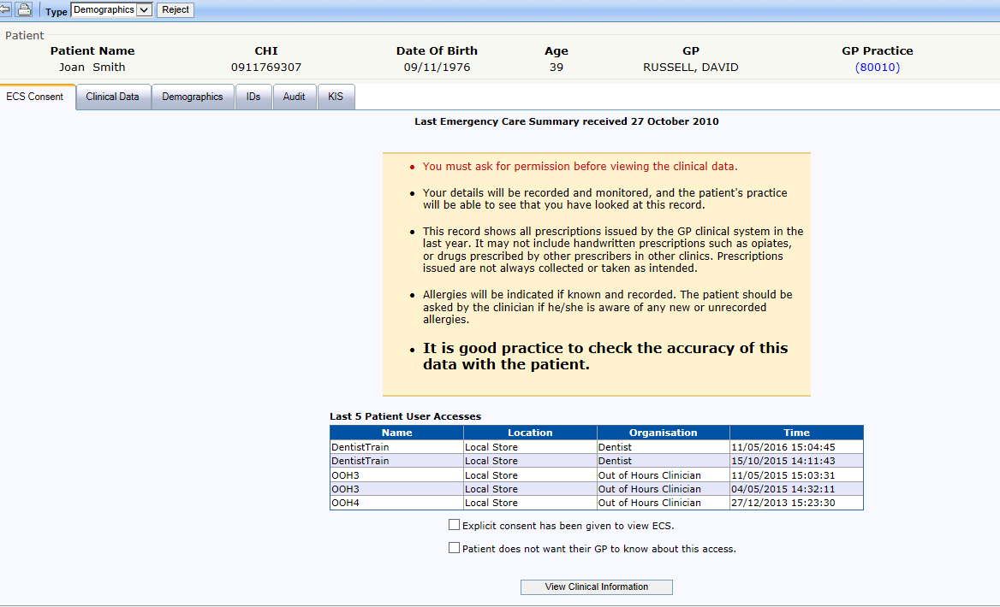 Type Demographics Reject
Patient
Patient Name CHI Date Of Birth Age GP GP Practice
Joan Smith 0911769307 09/11/1976 39 RUSSELL, DAVID (80010)
ECS Consent Clinical Data Demographics IDs Audit KIS
Last Emergency Care Summary received 27 October 2010
• You must ask for permission before viewing the clinical data.
• Your details will be recorded and monitored, and the patient's practice
will be able to see that you have looked at this record.
• This record shows all prescriptions issued by the GP clinical system in the
last year. It may not include handwritten prescriptions such as opiates,
or drugs prescribed by other prescribers in other clinics. Prescriptions
issued are not always collected or taken as intended.
• Allergies will be indicated if known and recorded. The patient should be
asked by the clinician if he/she is aware of any new or unrecorded
allergies.
• It is good practice to check the accuracy of this
data with the patient.
Last 5 Patient User Accesses
Name Location Organisation Time
DentistTrain Local Store Dentist 11/05/2016 15:04:45
DentistTrain Local Store Dentist 15/10/2015 14:11:43
OOH3 Local Store Out of Hours Clinician 11/05/2015 15:03:31
OOH3 Local Store Out of Hours Clinician 04/05/2015 14:32:11
OOH4 Local Store Out of Hours Clinician 27/12/2013 15:23:30
Explicit consent has been given to view ECS.
Patient does not want their GP to know about this access.
View Clinical Information